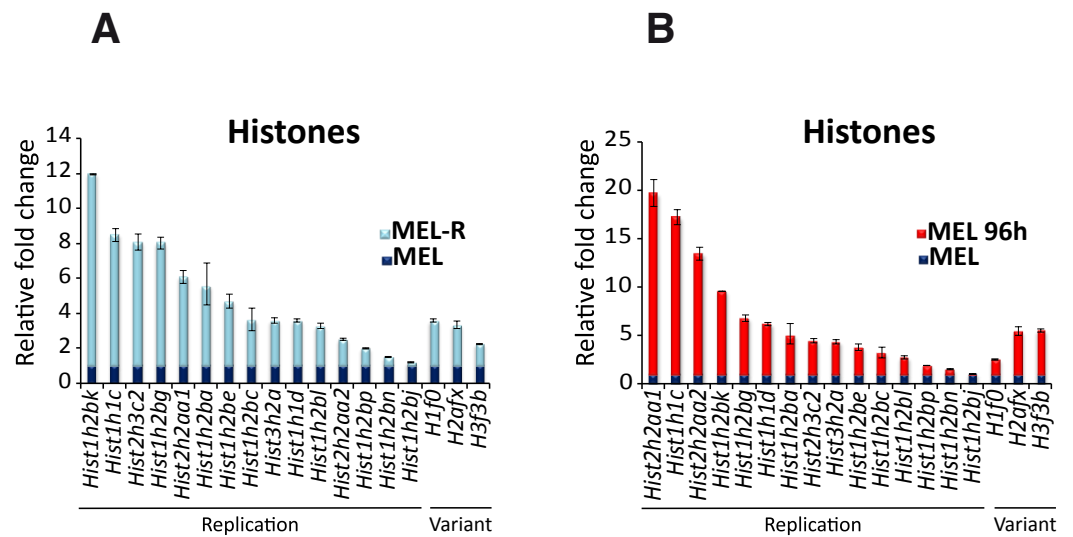 A
Histones
Relative fold change
14
12
10
8
6
4
2
0
MEL-R
MEL
Hist1h2bk
Hist1h1c
Hist2h3c2
Hist1h2bg
Hist2h2aa1
Hist1h2ba
Hist1h2be
Hist1h2bc
Hist3h2a
Hist1h1d
Hist1h2bl
Hist2h2aa2
Hist1h2bp
Hist1h2bn
Hist1h2bj
H1f0
H2afx
H3f3b
Replication
Variant
B
Histones
Relative fold change
25
20
15
10
5
0
MEL 96h
MEL
Hist2h2aa1
Hist1h1c
Hist2h2aa2
Hist1h2bk
Hist1h2bg
Hist1h1d
Hist1h2ba
Hist2h3c2
Hist3h2a
Hist1h2be
Hist1h2bc
Hist1h2bl
Hist1h2bp
Hist1h2bn
Hist1h2bj
H1f0
H2afx
H3f3b
Replication
Variant